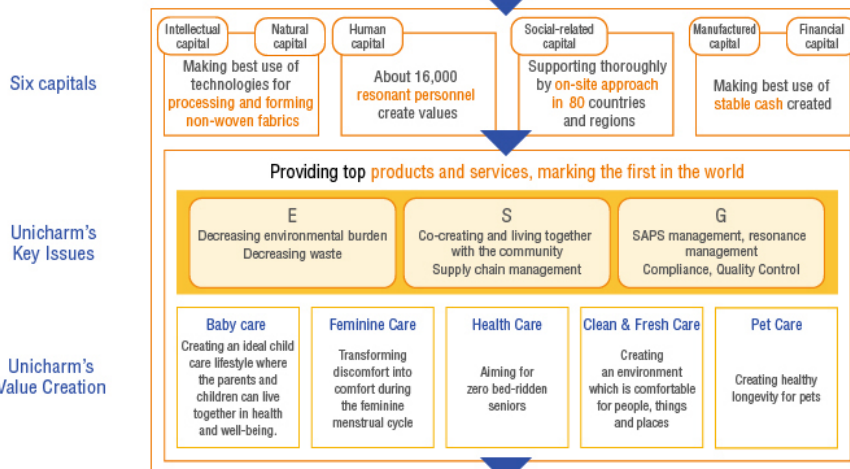 Six capitals
Intellectual
capital
Natural
capital
Making best use of
technologies for
processing and forming
non-woven fabrics
Human
capital
About 16,000
resonant personnel
create values
Social-related
capital
Supporting thoroughly
by on-site approach
in 80 countries
and regions
Manufactured
capital
Financial
capital
Making best use of
stable cash created
Providing top products and services, marking the first in the world
Unicharm's
Key Issues
E
Decreasing environmental burden
Decreasing waste
S
Co-creating and living together
with the community
Supply chain management
G
SAPS management, resonance
management
Compliance, Quality Control
Unicharm's
Value Creation
Baby care
Creating an ideal child
care lifestyle where
the parents and
children can live
together in health
and well-being.
Feminine Care
Transforming
discomfort into
comfort during
the feminine
menstrual cycle
Health Care
Aiming for
zero bed-ridden
seniors
Clean & Fresh Care
Creating
an environment
which is comfortable
for people, things
and places
Pet Care
Creating healthy
longevity for pets